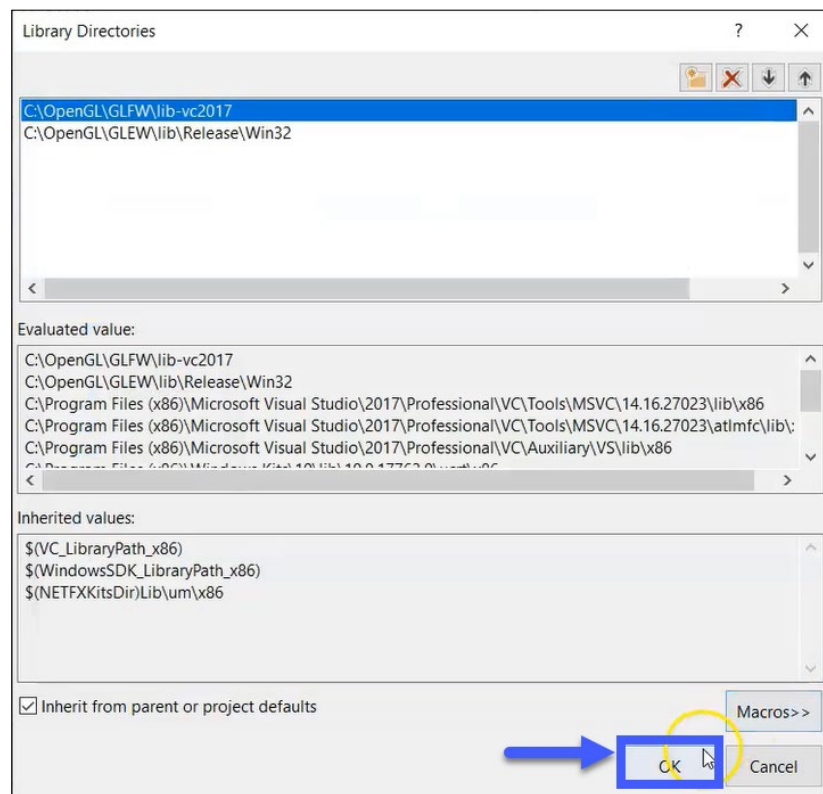 Library Directories
?
C:\OpenGL\GLFW\lib-vc2017
C:\OpenGL\GLEW\lib\Release\Win32
Evaluated value:
C:\OpenGL\GLFW\lib-vc2017
C:\OpenGL\GLEW\lib\Release\Win32
C:\Program Files (x86)\Microsoft Visual Studio\2017\Professional\VC\Tools\MSVC\14.16.27023\lib\x86
C:\Program Files (x86)\Microsoft Visual Studio\2017\Professional\VC\Tools\MSVC\14.16.27023\atlmfc\lib\
C:\Program Files (x86)\Microsoft Visual Studio\2017\Professional\VC\Auxiliary\VS\lib\x86
Inherited values:
$(VC_LibraryPath_x86)
$(WindowsSDK_LibraryPath_x86)
$(NETFXKitsDir)Lib\um\x86
Inherit from parent or project defaults
Macros>>
OK
Cancel